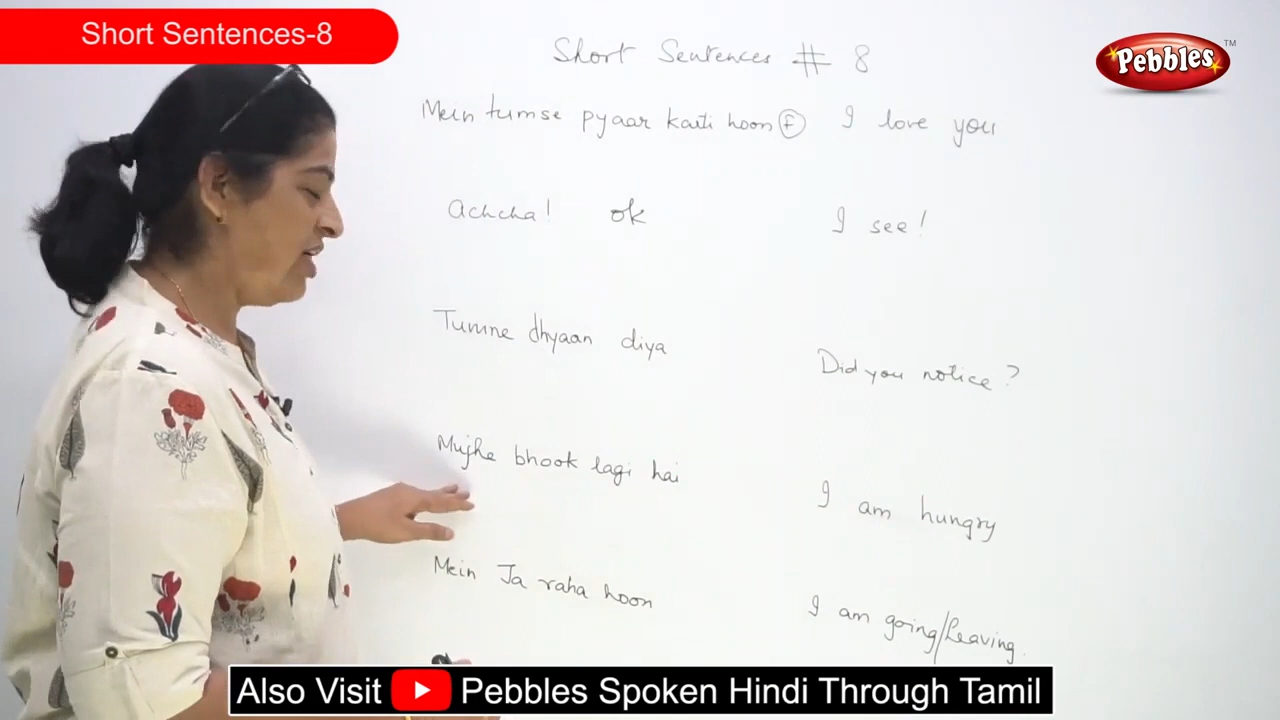 Short Sentences-8
Short Sentences # 8
Pebbles TM
Mein tumse pyaar karti hoon (F) I love you
Achcha! ok I see!
Tumne dhyaan diya Did you notice?
Mujhe bhook lagi hai I am hungry
Mein Ja raha hoon I am going/leaving.
Also Visit Pebbles Spoken Hindi Through Tamil